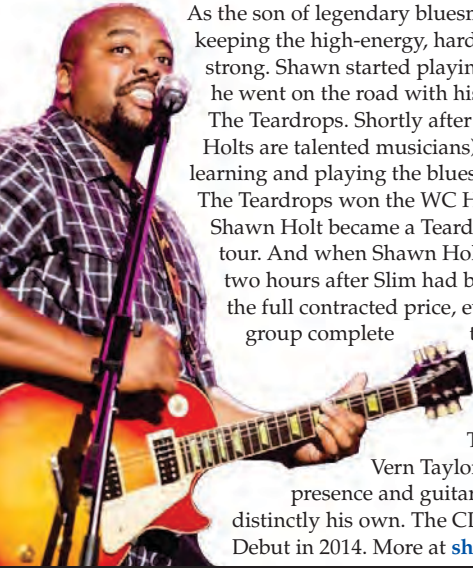 As the son of legendary bluesm
keeping the high-energy, hard
strong. Shawn started playin
he went on the road with his
The Teardrops. Shortly after
Holts are talented musicians)
learning and playing the blues
The Teardrops won the WC H
Shawn Holt became a Teard
tour. And when Shawn Hol
two hours after Slim had b
the full contracted price, e
group complete t
T
Vern Taylor
presence and guitar
distinctly his own. The CD
Debut in 2014. More at sh